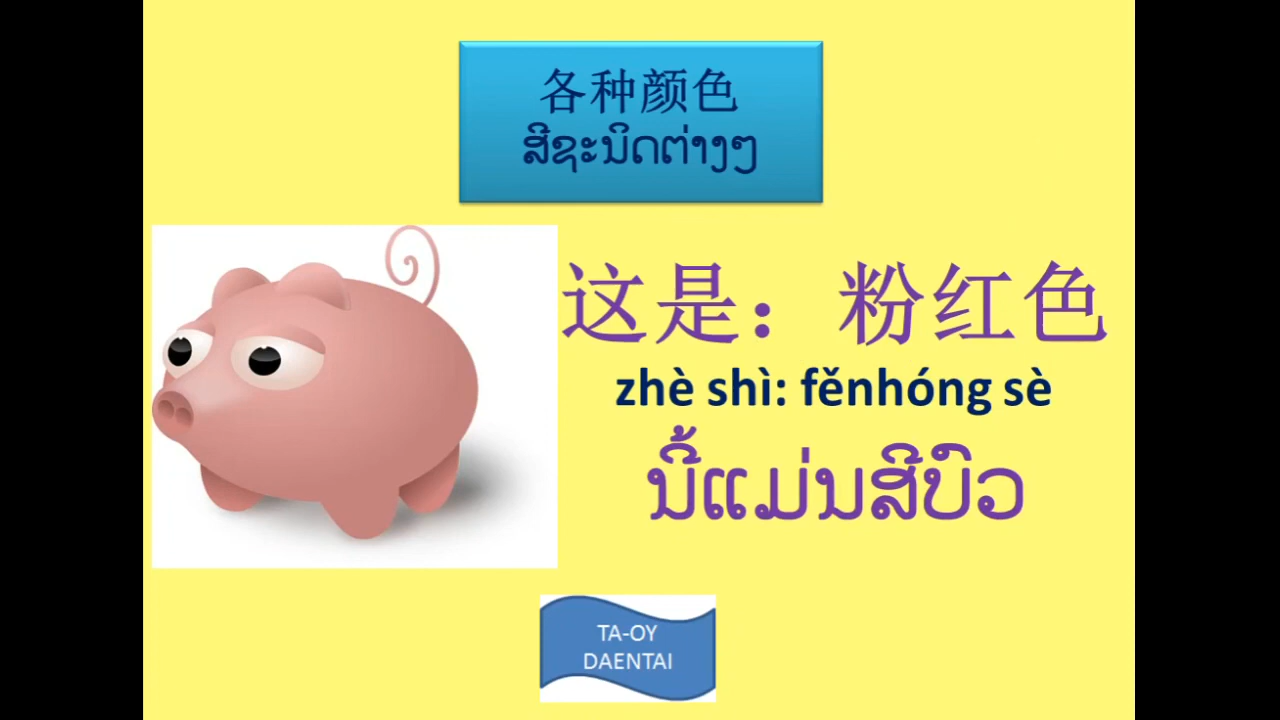 各种颜色
ສີຊະນິດຕ່າງໆ
这是：粉红色
zhè shì: fěnhóng sè
ນີ້ແມ່ນສີບົວ
TA-OY
DAENTAI